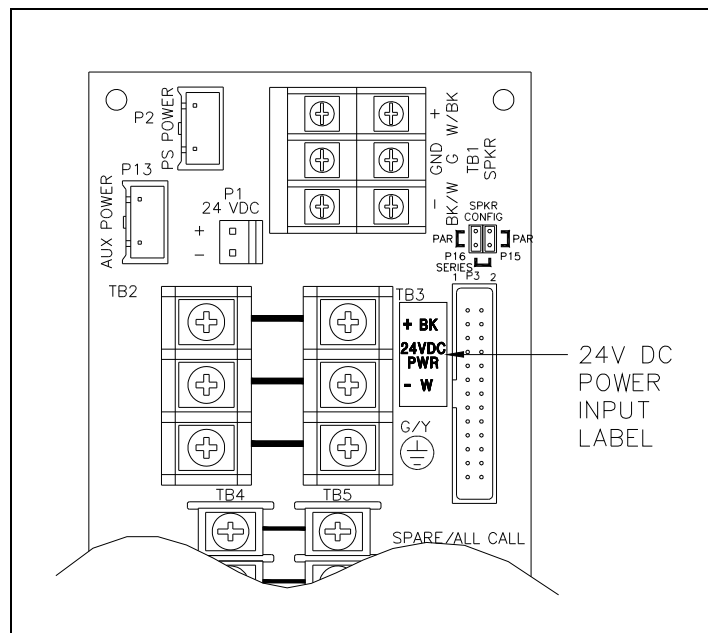 P2
PS POWER
P13
AUX POWER
P1
24 VDC
+
-
+ GND -
W/BK G BK/W
TB1
SPKR
SPKR
CONFIG
PAR
PAR
P16
P15
SERIES
1 P3 2
TB2
TB3
+ BK
24VDC
PWR
- W
G/Y
24V DC
POWER
INPUT
LABEL
TB4
TB5
SPARE/ALL CALL